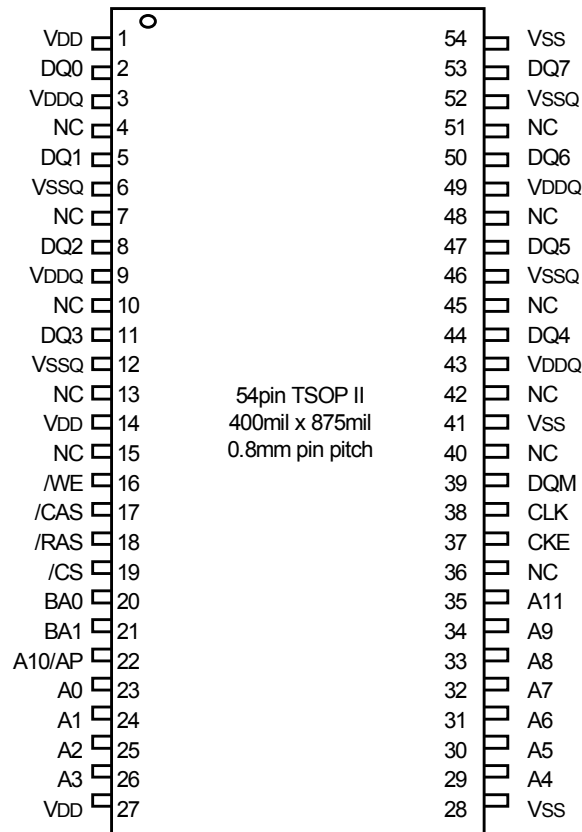 VDD 1 54 VSS
DQ0 2 53 DQ7
VDDQ 3 52 VSSQ
NC 4 51 NC
DQ1 5 50 DQ6
VSSQ 6 49 VDDQ
NC 7 48 NC
DQ2 8 47 DQ5
VDDQ 9 46 VSSQ
NC 10 45 NC
DQ3 11 44 DQ4
VSSQ 12 43 VDDQ
NC 13 54pin TSOP II 42 NC
VDD 14 400mil x 875mil 41 VSS
NC 15 0.8mm pin pitch 40 NC
/WE 16 39 DQM
/CAS 17 38 CLK
/RAS 18 37 CKE
/CS 19 36 NC
BA0 20 35 A11
BA1 21 34 A9
A10/AP 22 33 A8
A0 23 32 A7
A1 24 31 A6
A2 25 30 A5
A3 26 29 A4
VDD 27 28 VSS